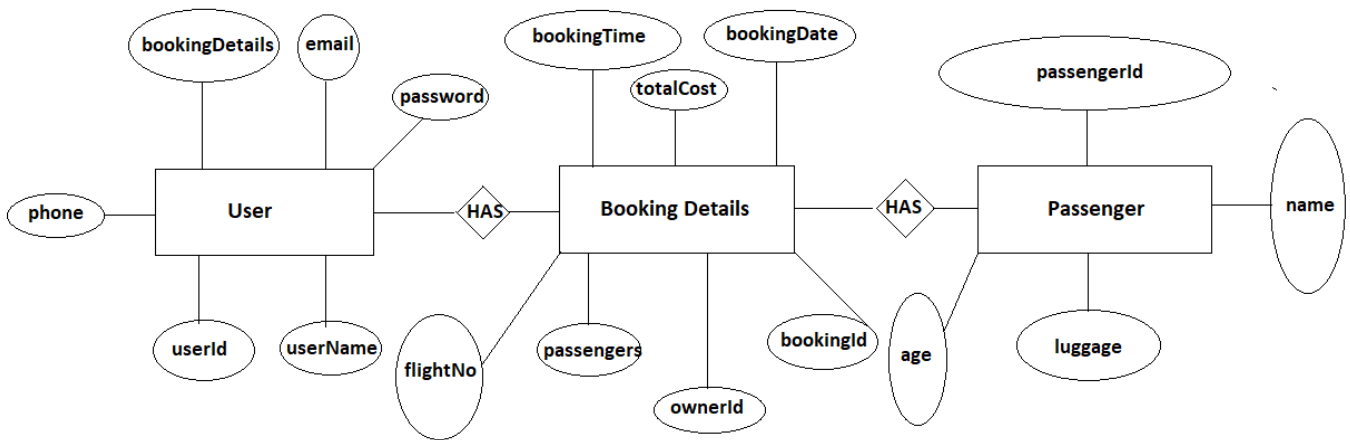 bookingDetails
email
password
phone
User
userId
userName
HAS
bookingTime
totalCost
bookingDate
Booking Details
flightNo
passengers
ownerId
bookingId
HAS
passengerId
Passenger
name
age
luggage